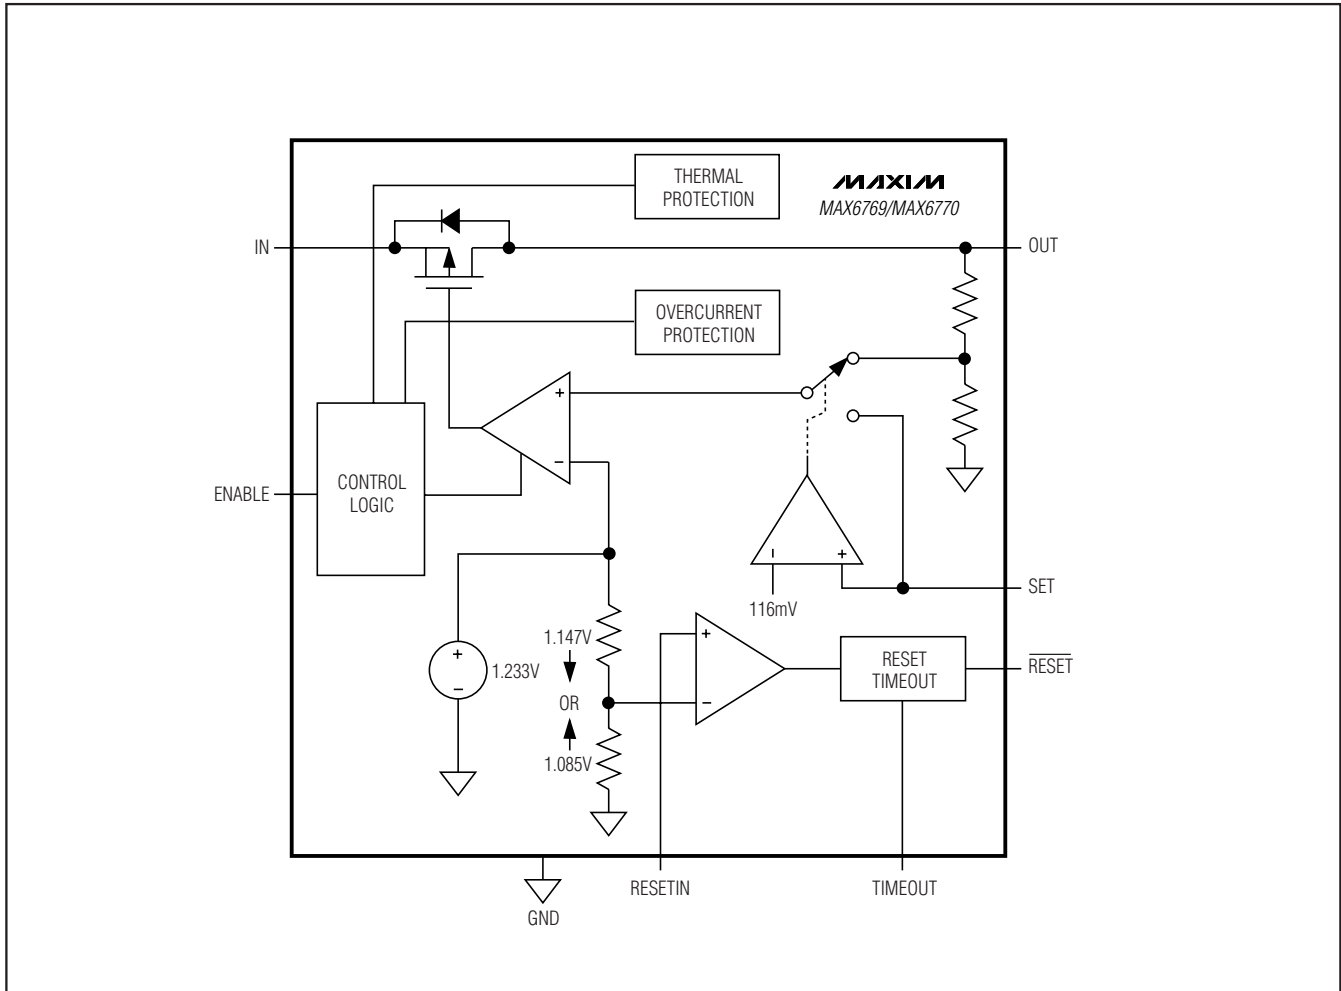 THERMAL
PROTECTION
MAXIM
MAX6769/MAX6770
IN
OUT
OVERCURRENT
PROTECTION
+
−
CONTROL
LOGIC
ENABLE
− +
116mV
SET
1.147V
OR
1.085V
+
−
1.233V
+
−
RESET
TIMEOUT
RESET
RESETIN
TIMEOUT
GND